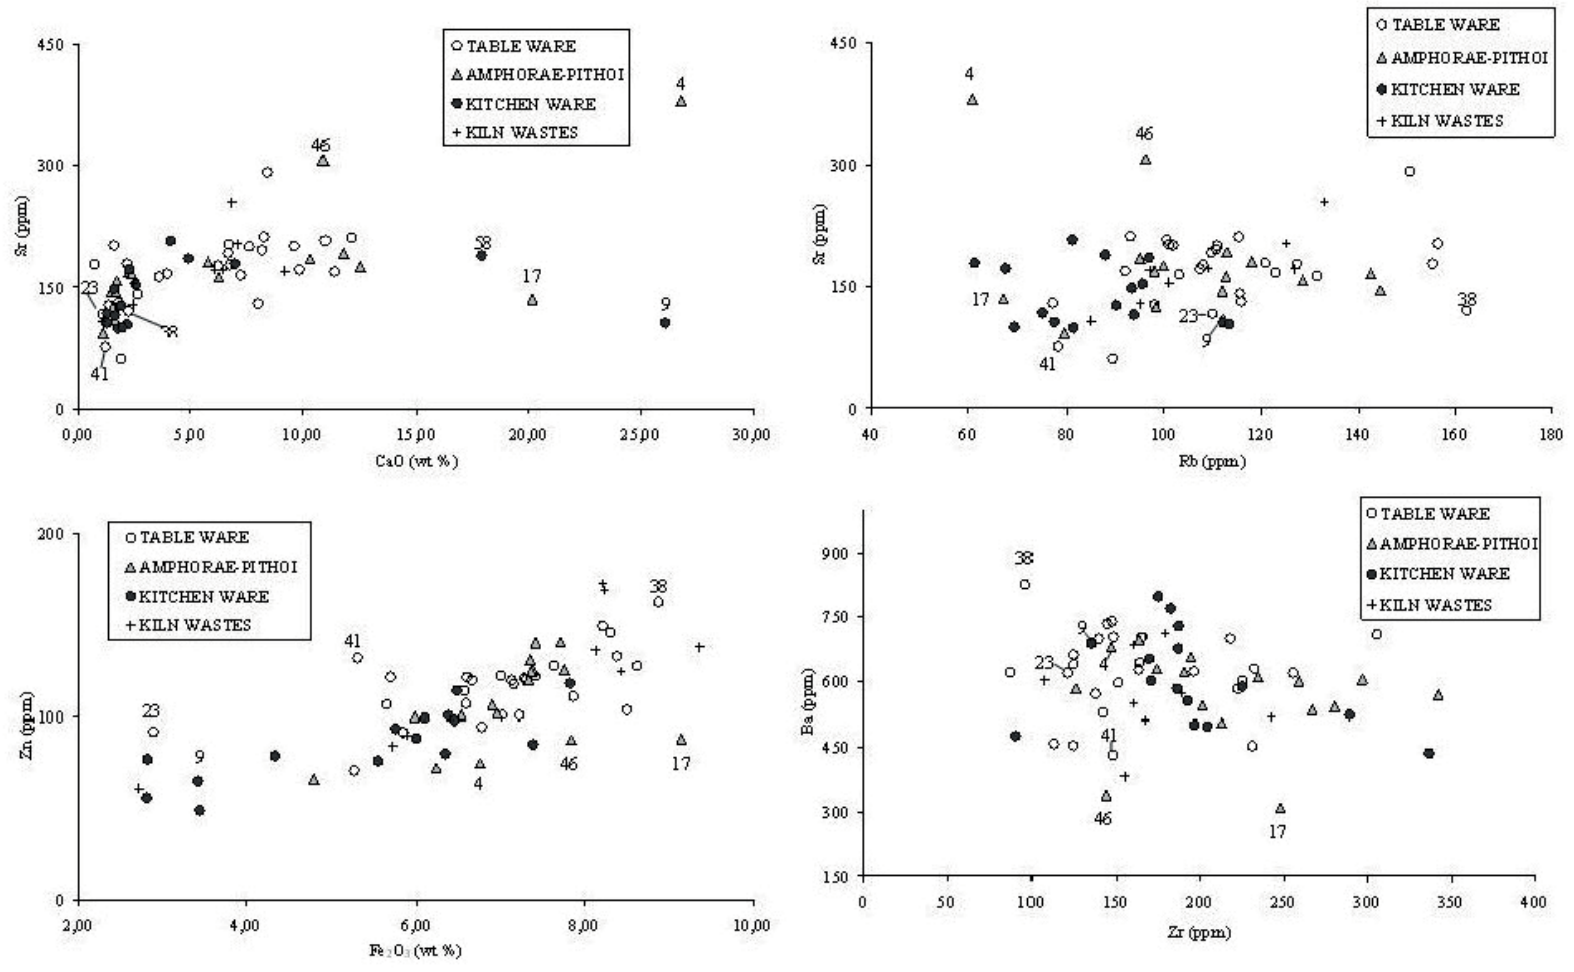 450
300
150
0
Sr (ppm)
0,00 5,00 10,00 15,00 20,00 25,00 30,00
CaO (wt %)
TABLE WARE
AMPHORAE-PITHOI
KITCHEN WARE
KILN WASTES
4
46
58
17
9
23
38
41
450
300
150
0
Sr (ppm)
40 60 80 100 120 140 160 180
Rb (ppm)
TABLE WARE
AMPHORAE-PITHOI
KITCHEN WARE
KILN WASTES
4
46
17
23
38
9
41
200
100
0
Zn (ppm)
2,00 4,00 6,00 8,00 10,00
Fe2O3 (wt %)
TABLE WARE
AMPHORAE-PITHOI
KITCHEN WARE
KILN WASTES
38
41
23
9
46
17
4
900
750
600
450
300
150
Ba (ppm)
0 50 100 150 200 250 300 350 400
Zr (ppm)
TABLE WARE
AMPHORAE-PITHOI
KITCHEN WARE
KILN WASTES
38
9
23
4
41
46
17